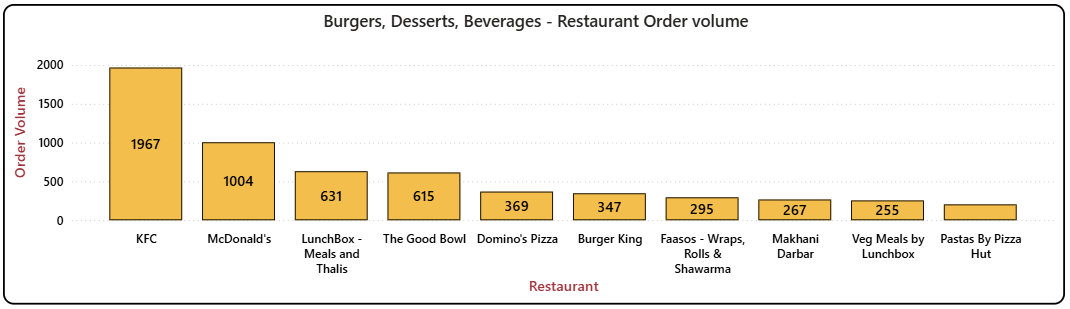 Burgers, Desserts, Beverages - Restaurant Order volume
Order Volume
2000
1500
1000
500
0
1967
1004
631
615
369
347
295
267
255
KFC
McDonald's
LunchBox -
Meals and
Thalis
The Good Bowl
Domino's Pizza
Burger King
Faasos - Wraps,
Rolls &
Shawarma
Makhani
Darbar
Veg Meals by
Lunchbox
Pastas By Pizza
Hut
Restaurant